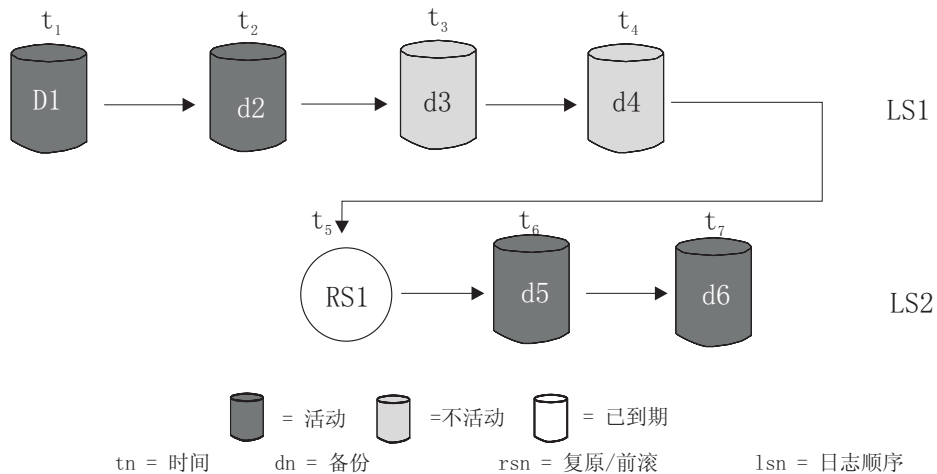 t₁ t₂ t₃ t₄
D1 d2 d3 d4 LS1
t₅ t₆ t₇
RS1 d5 d6 LS2
= 活动 =不活动 = 已到期
tn = 时间 dn = 备份 rsn = 复原/前滚 lsn = 日志顺序